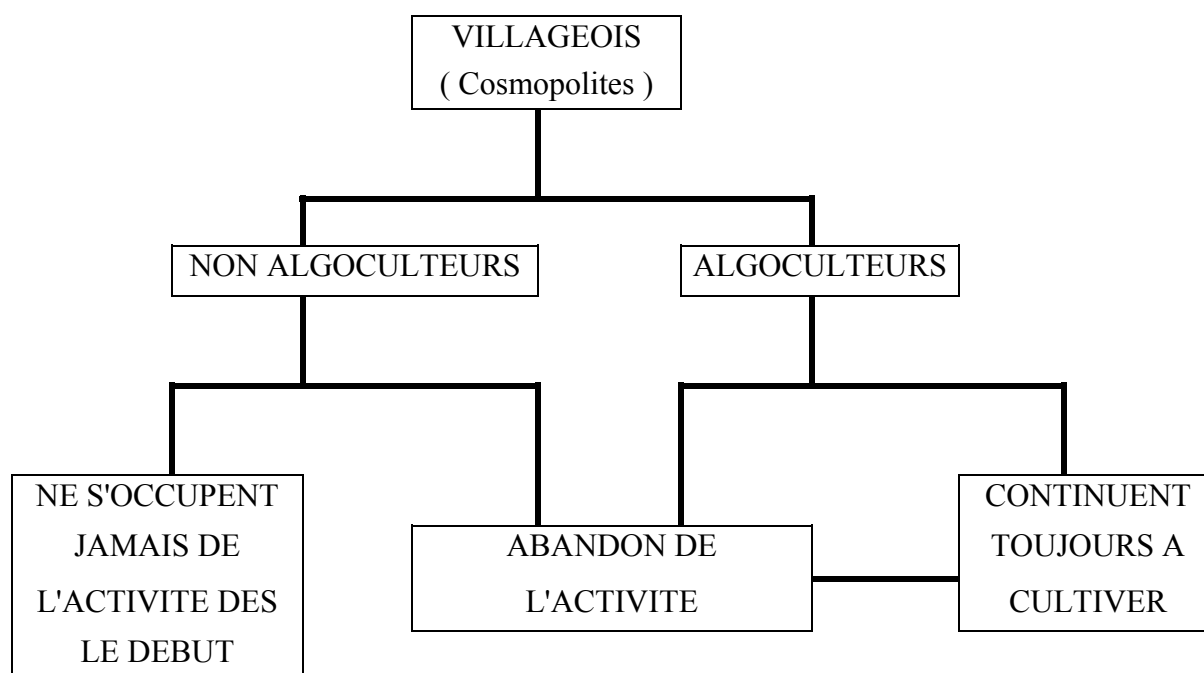 VILLAGEOIS
( Cosmopolites )
NON ALGOCULTEURS
ALGOCULTEURS
NE S'OCCUPENT
JAMAIS DE
L'ACTIVITE DES
LE DEBUT
ABANDON DE
L'ACTIVITE
CONTINUENT
TOUJOURS A
CULTIVER